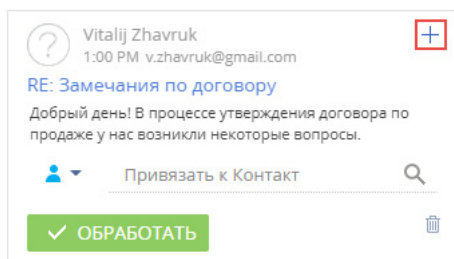 Vitalij Zhavruk
1:00 PM v.zhavruk@gmail.com
RE: Замечания по договору
Добрый день! В процессе утверждения договора по
продаже у нас возникли некоторые вопросы.
Привязать к Контакт
ОБРАБОТАТЬ